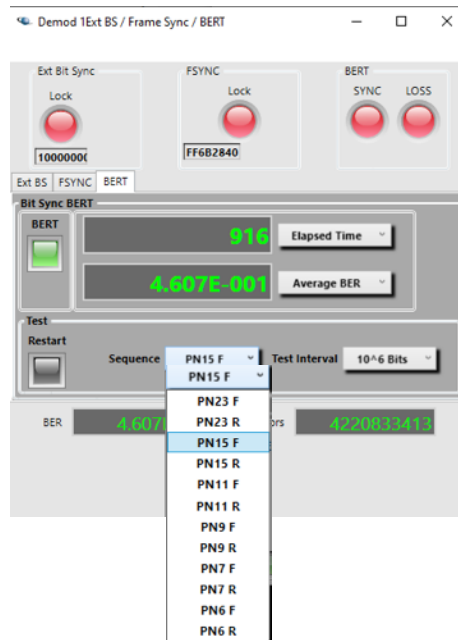 Demod 1Ext BS / Frame Sync / BERT
Ext Bit Sync
FSYNC
BERT
Lock
Lock
SYNC LOSS
FF6B2840
Ext BS FSYNC BERT
Bit Sync BERT
BERT
916
Elapsed Time
4.607E-001
Average BER
Test
Restart
Sequence PN15 F Test Interval 10^6 Bits
PN15 F
PN23 F
PN23 R
PN15 F
PN15 R
PN11 F
PN11 R
PN9 F
PN9 R
PN7 F
PN7 R
PN6 F
PN6 R
BER 4.607
4220833413